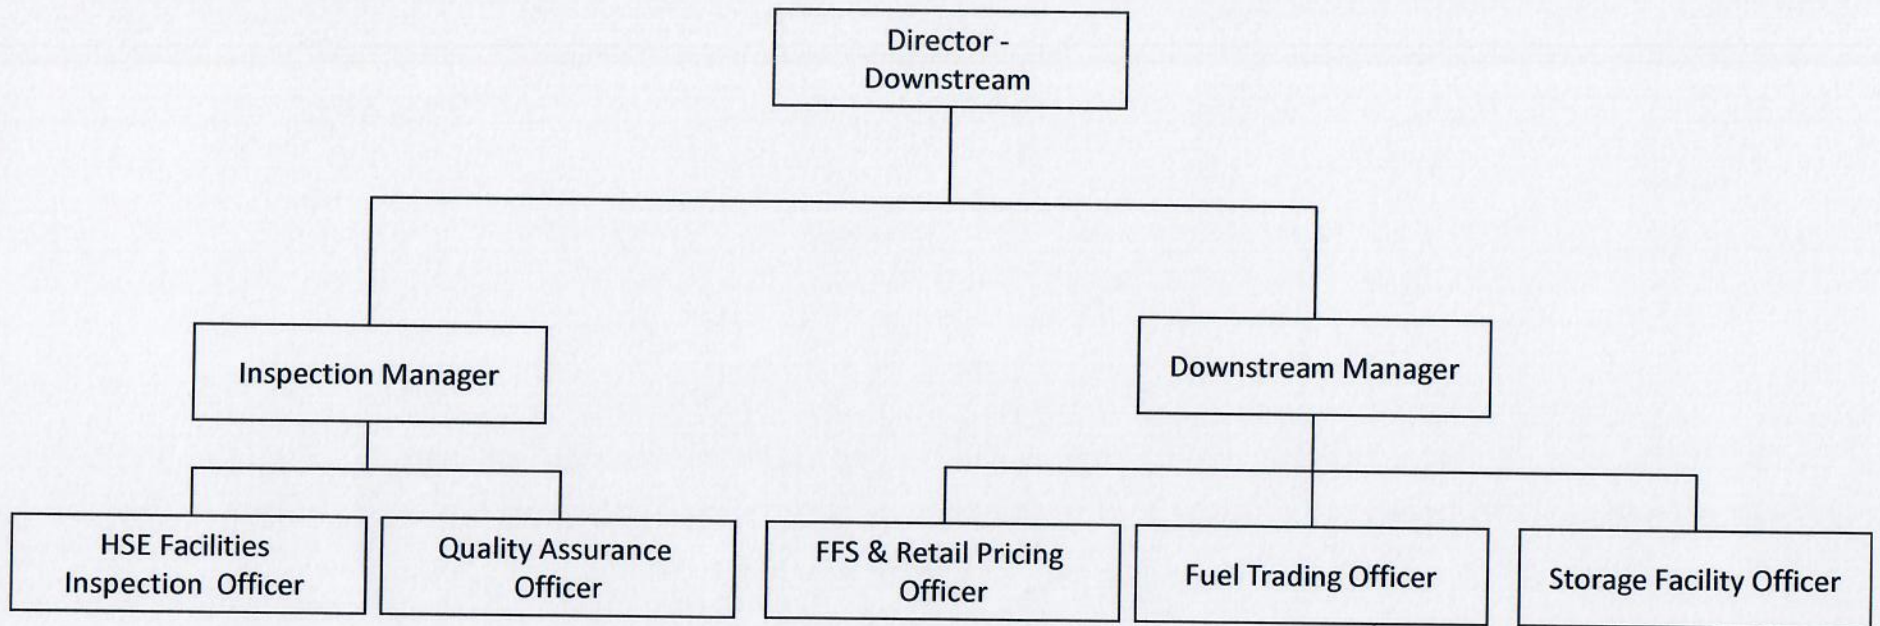 Director -
Downstream
Inspection Manager
Downstream Manager
HSE Facilities
Inspection Officer
Quality Assurance
Officer
FFS & Retail Pricing
Officer
Fuel Trading Officer
Storage Facility Officer